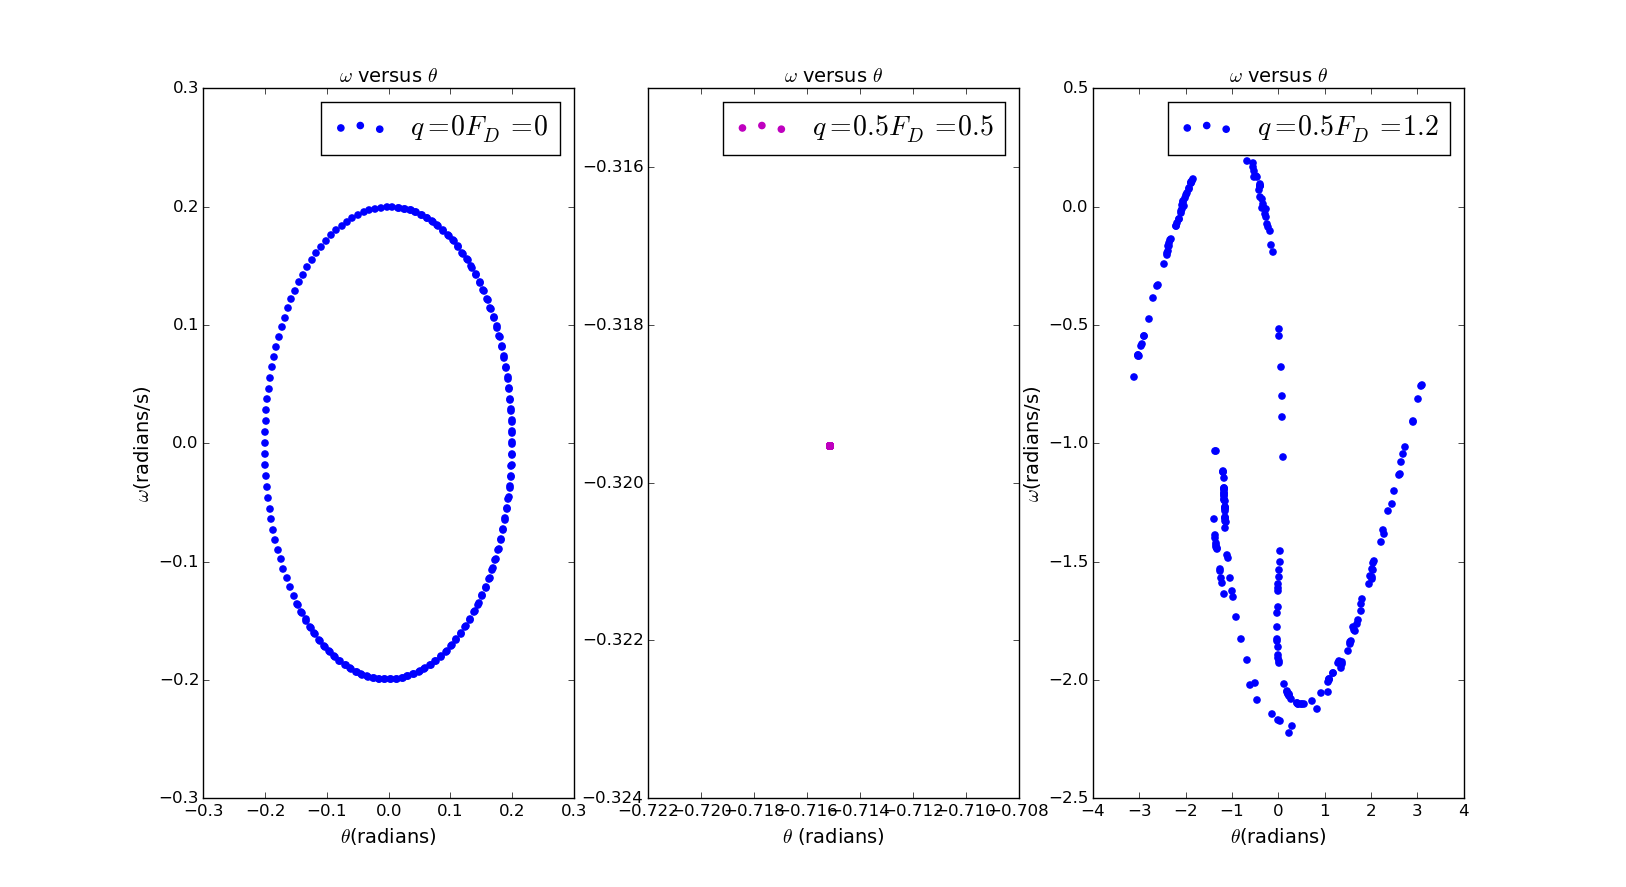 ω versus θ
q=0F_D =0
0.3
0.2
0.1
0.0
−0.1
−0.2
−0.3
−0.3 −0.2 −0.1 0.0 0.1 0.2 0.3
θ(radians)
ω(radians/s)
ω versus θ
q=0.5F_D =0.5
−0.316
−0.318
−0.320
−0.322
−0.324
−0.722 −0.720 −0.718 −0.716 −0.714 −0.712 −0.710 −0.708
θ (radians)
ω versus θ
q=0.5F_D =1.2
0.5
0.0
−0.5
−1.0
−1.5
−2.0
−2.5
−4 −3 −2 −1 0 1 2 3 4
θ(radians)
ω(radians/s)